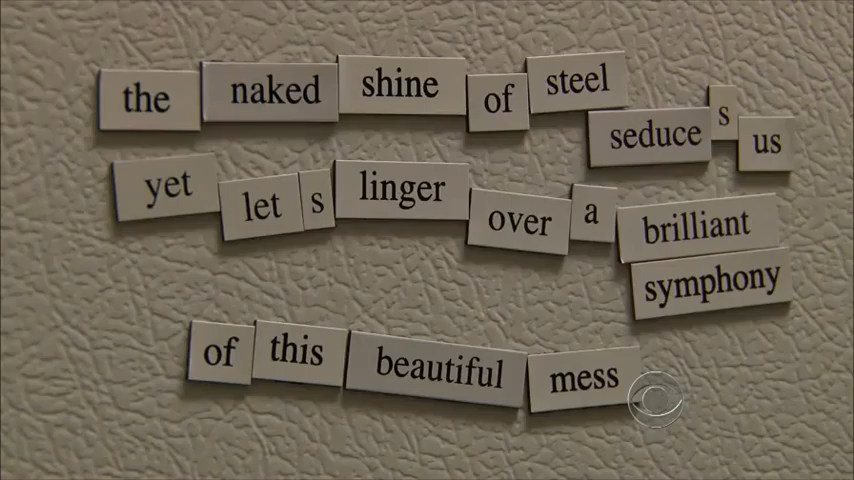 the naked shine of steel
seduce s us
yet let s linger over a brilliant
symphony
of this beautiful mess